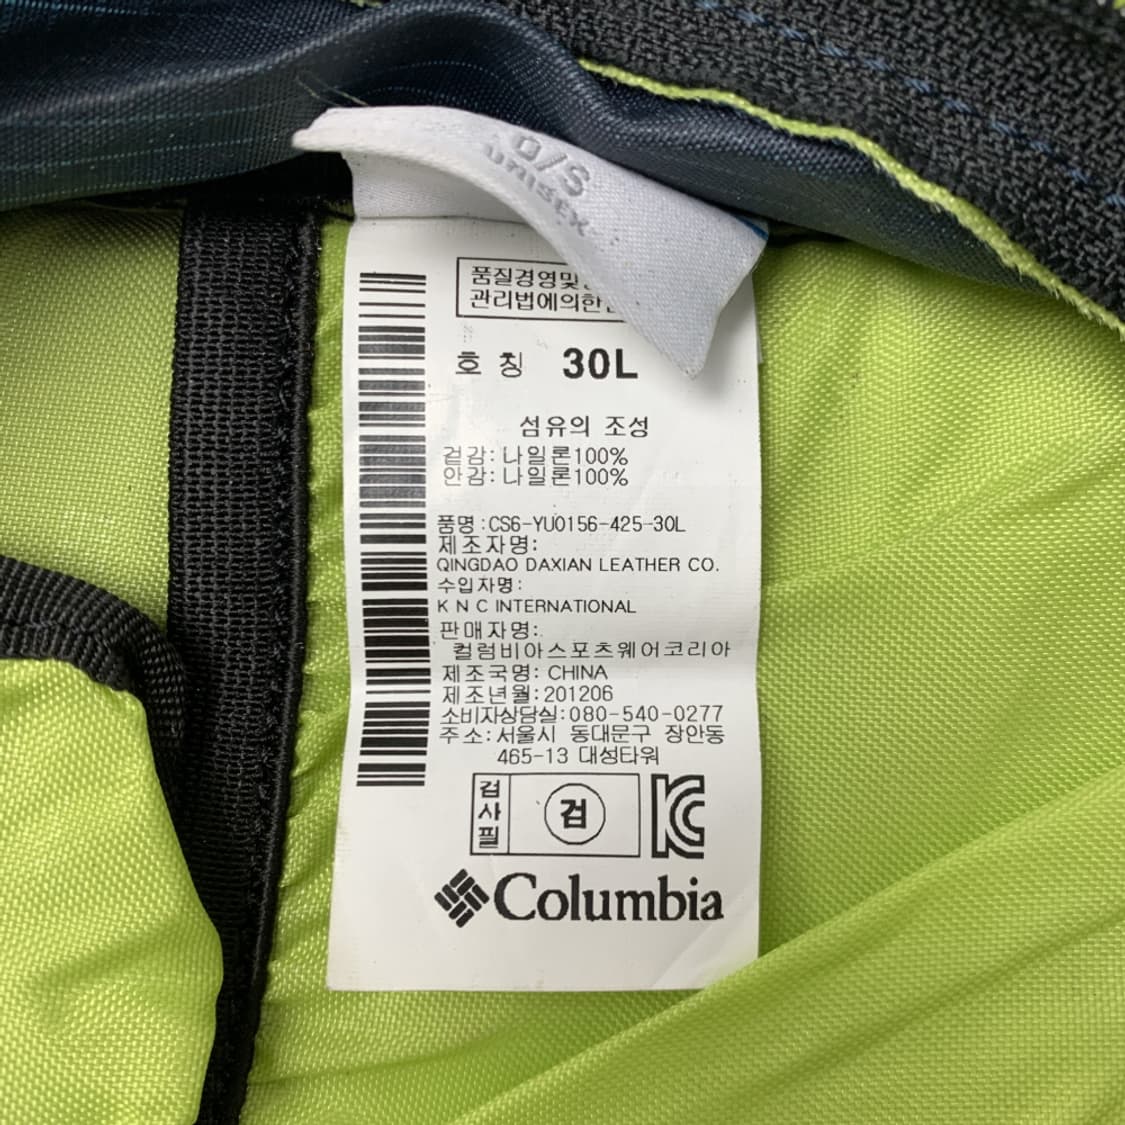 O/S
UNISEX
품질경영및
관리법에의한
호 칭 30L
섬유의 조성
겉감: 나일론100%
안감: 나일론100%
품명 : CS6-YU0156-425-30L
제조자명:
QINGDAO DAXIAN LEATHER CO.
수입자명:
K N C INTERNATIONAL
판매자명:
컬럼비아스포츠웨어코리아
제조국명: CHINA
제조년월: 201206
소비자상담실: 080-540-0277
주소: 서울시 동대문구 장안동
465-13 대성타워
검사필
검
KC
Columbia